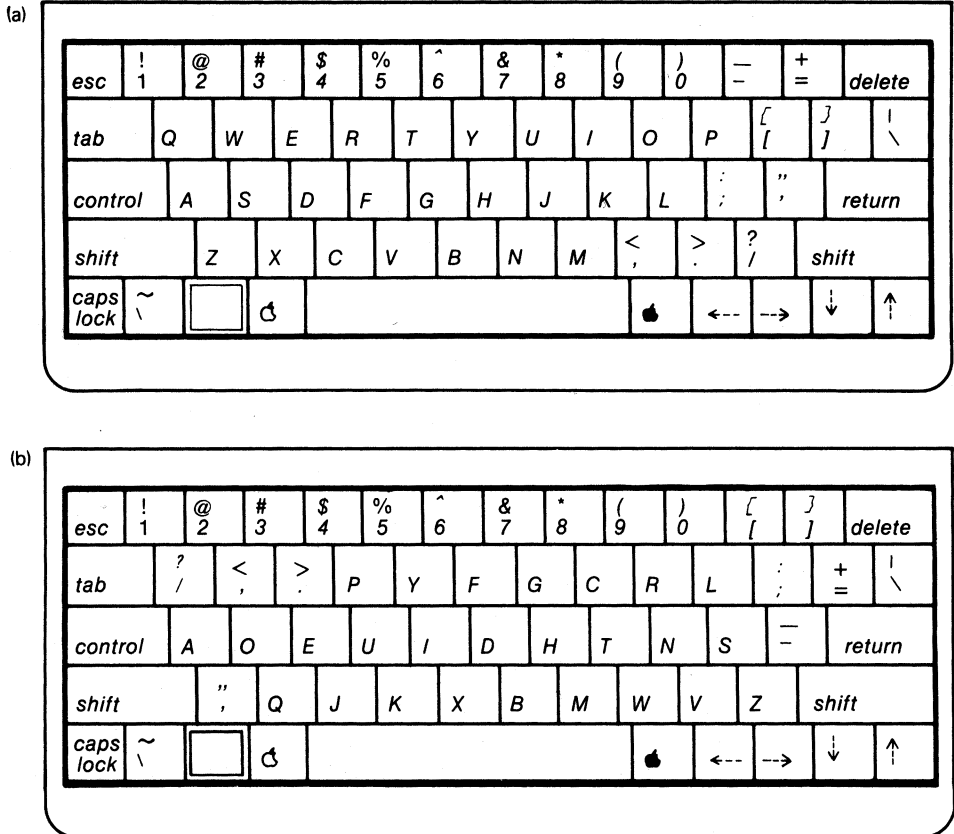 (a)
! @ # $ % ^ & * ( ) — +
esc 1 2 3 4 5 6 7 8 9 0 - = delete
[ } |
tab Q W E R T Y U I O P [ ] \
: "
control A S D F G H J K L ; ' return
< > ?
shift Z X C V B N M , . / shift
caps ~
lock \ ←-- --→ ↓ ↑
(b)
! @ # $ % ^ & * ( ) [ }
esc 1 2 3 4 5 6 7 8 9 0 [ ] delete
? < > : + |
tab / , . P Y F G C R L ; = \
—
control A O E U I D H T N S - return
"
shift , Q J K X B M W V Z shift
caps ~
lock \ ←-- --→ ↓ ↑